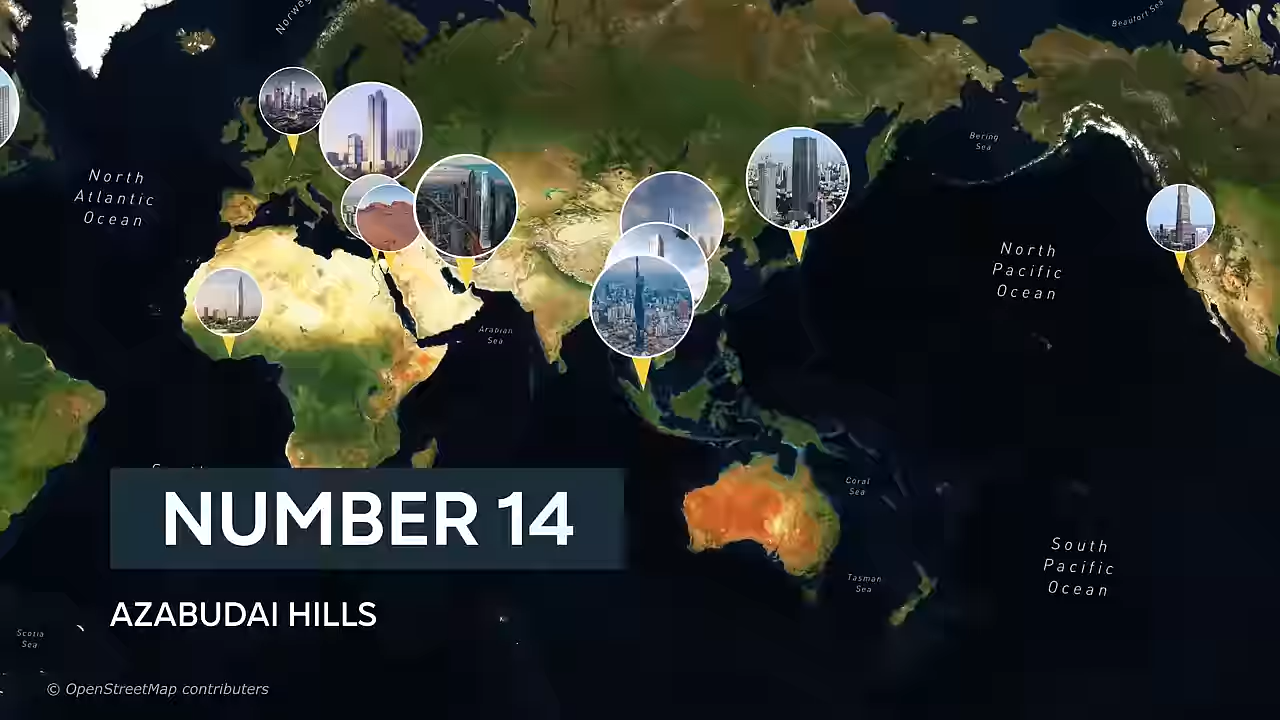 Norweg
Beaufort Sea
Bering
Sea
North
Atlantic
Ocean
North
Pacific
Ocean
Arabian
Sea
Coral
Sea
NUMBER 14
South
Pacific
Ocean
Tasman
Sea
AZABUDAI HILLS
Scotia
Sea
© OpenStreetMap contributers